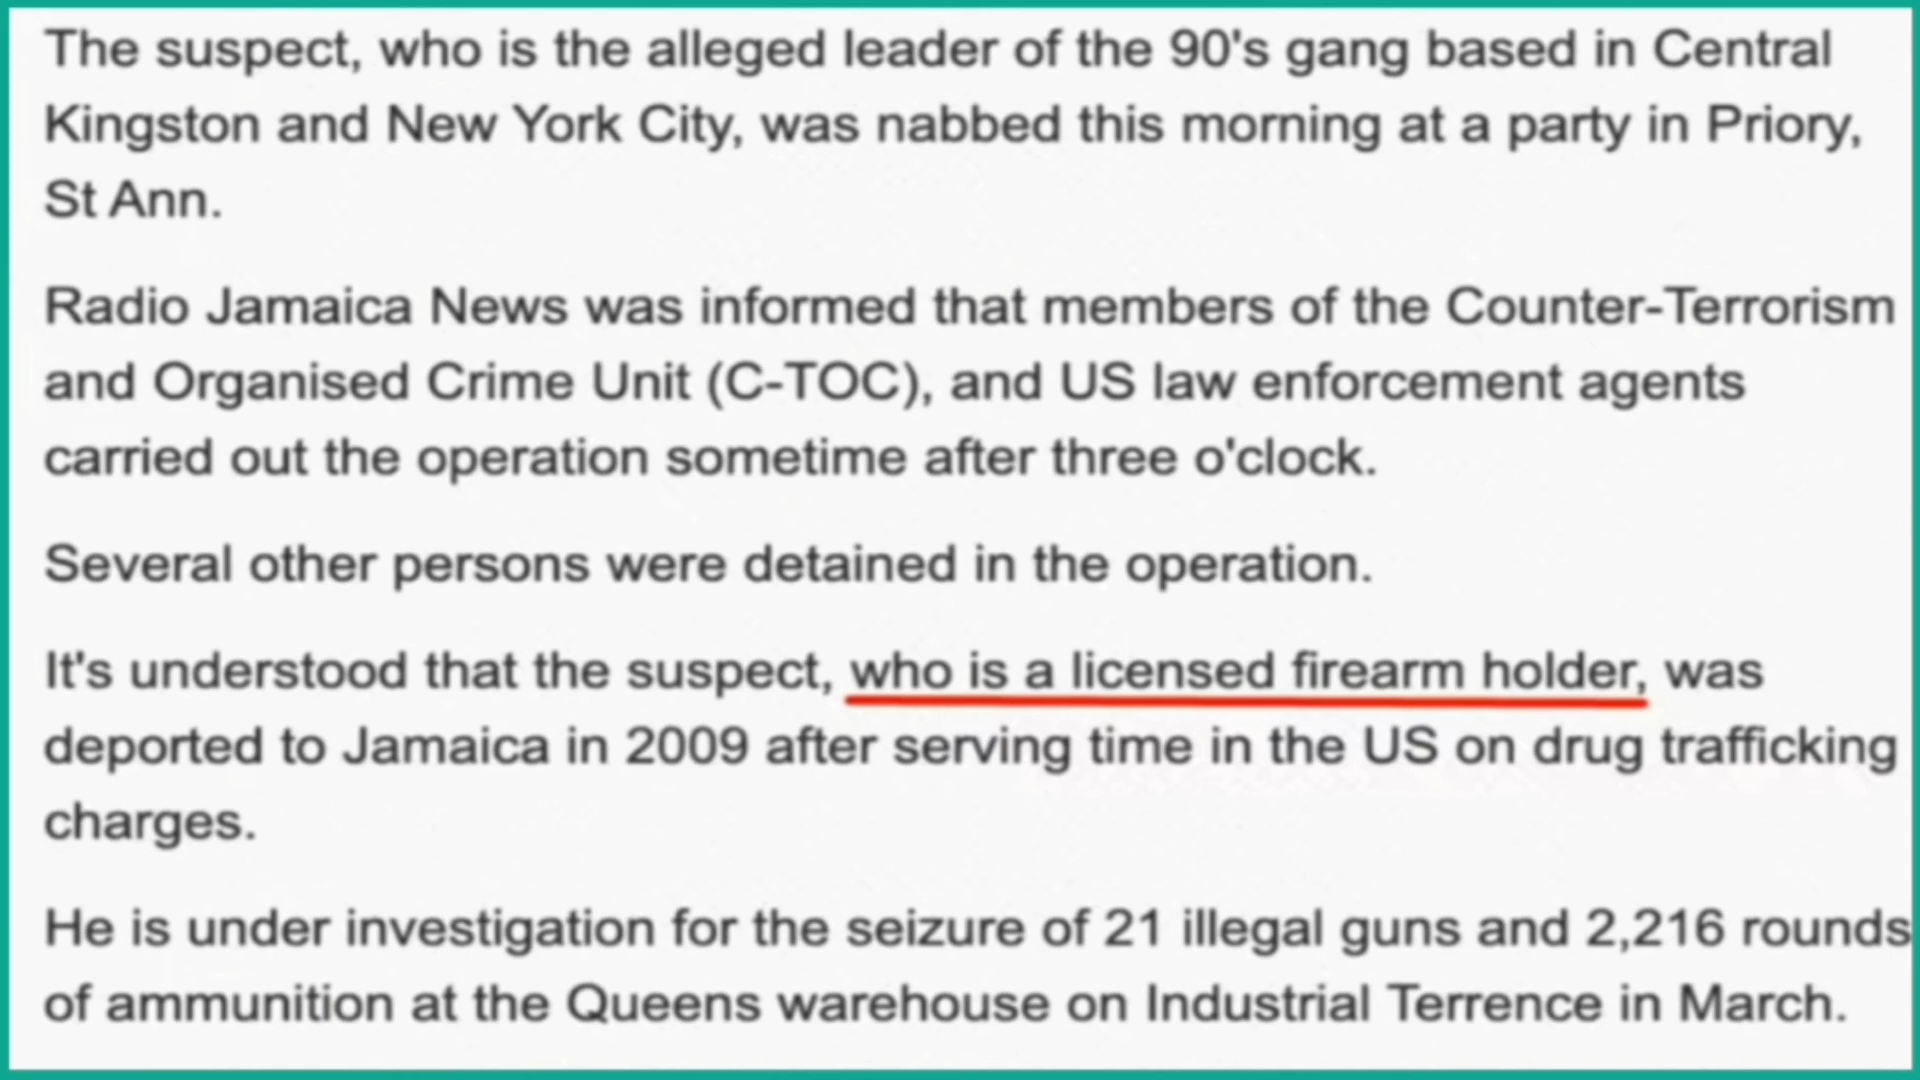 The suspect, who is the alleged leader of the 90's gang based in Central
Kingston and New York City, was nabbed this morning at a party in Priory,
St Ann.
Radio Jamaica News was informed that members of the Counter-Terrorism
and Organised Crime Unit (C-TOC), and US law enforcement agents
carried out the operation sometime after three o'clock.
Several other persons were detained in the operation.
It's understood that the suspect, who is a licensed firearm holder, was
deported to Jamaica in 2009 after serving time in the US on drug trafficking
charges.
He is under investigation for the seizure of 21 illegal guns and 2,216 rounds
of ammunition at the Queens warehouse on Industrial Terrence in March.